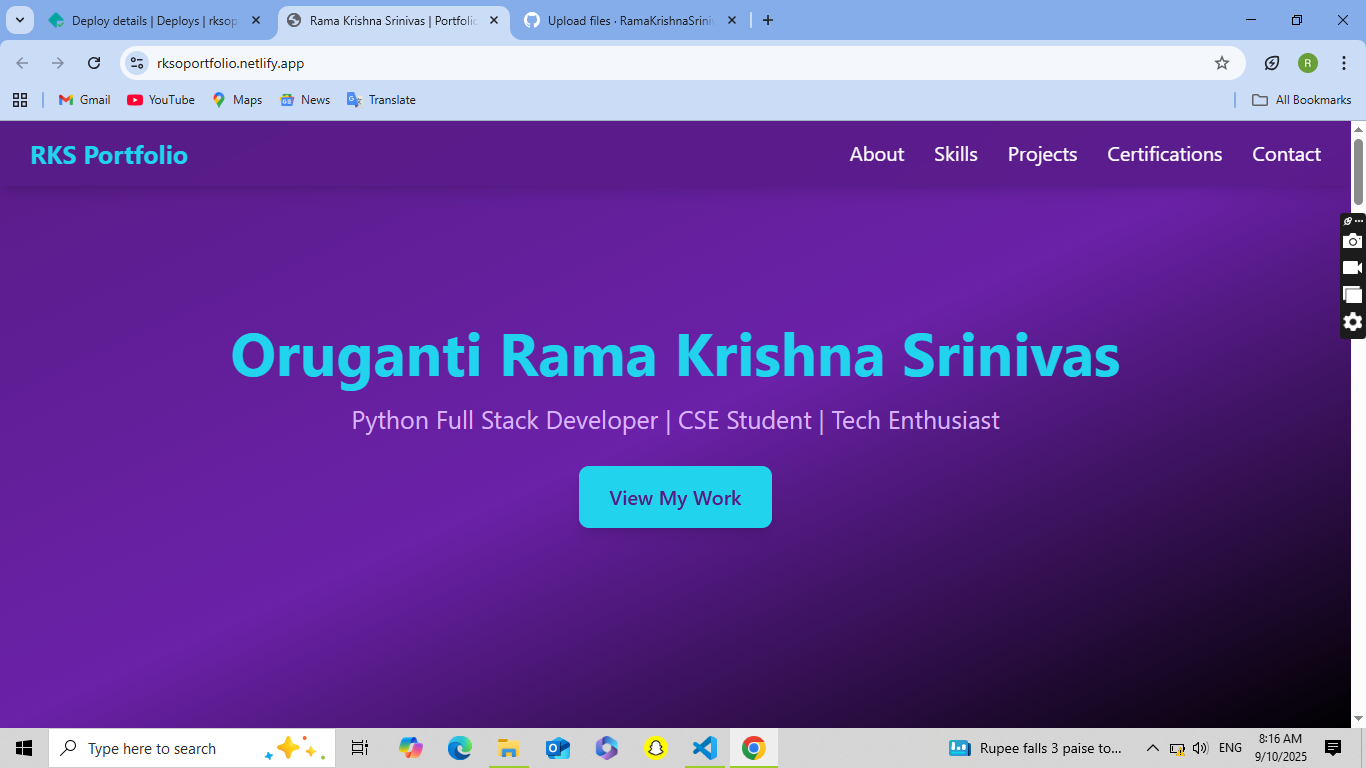 Deploy details | Deploys | rksop
Rama Krishna Srinivas | Portfolio
Upload files · RamaKrishnaSriniv
rksoportfolio.netlify.app
R
Gmail
YouTube
Maps
News
Translate
All Bookmarks
RKS Portfolio
About
Skills
Projects
Certifications
Contact
Oruganti Rama Krishna Srinivas
Python Full Stack Developer | CSE Student | Tech Enthusiast
View My Work
Type here to search
Rupee falls 3 paise to...
ENG
8:16 AM
9/10/2025